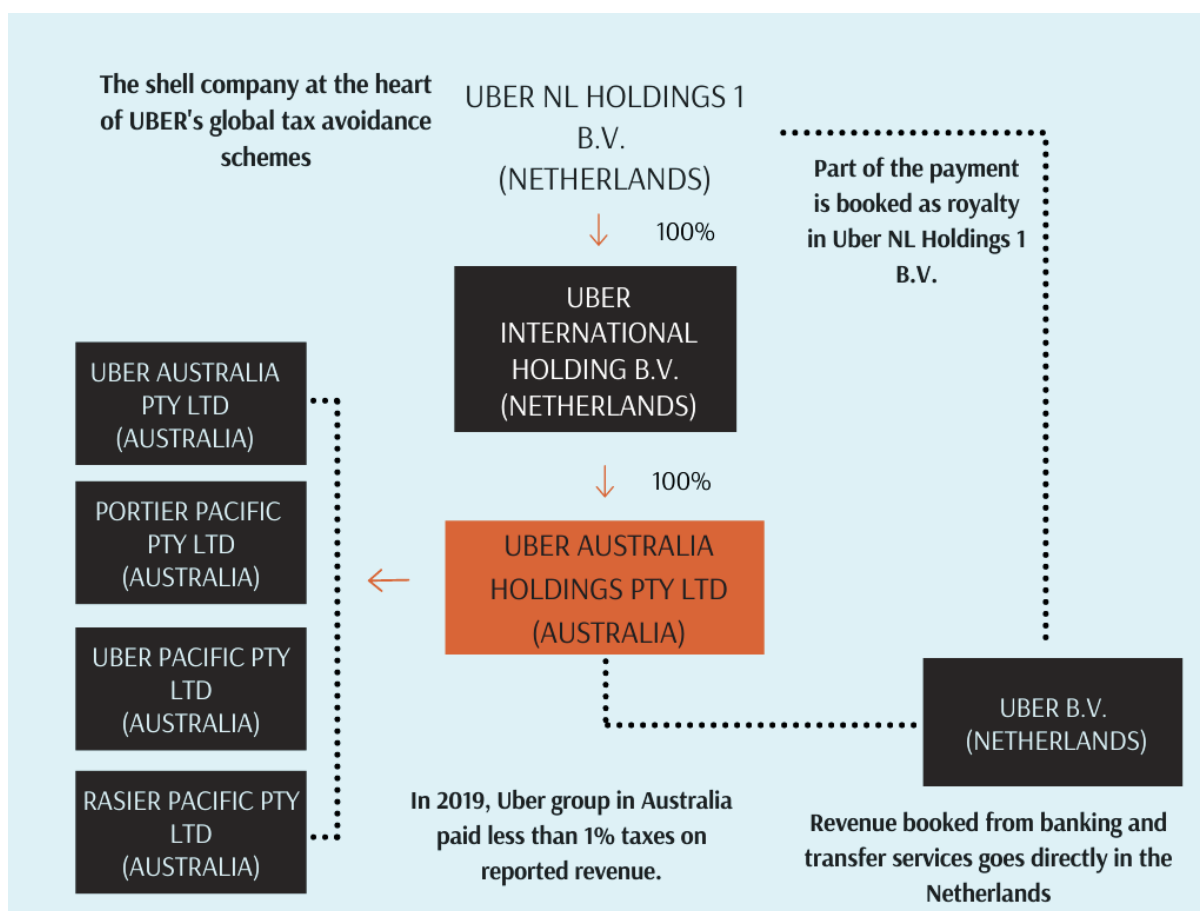 The shell company at the heart
of UBER's global tax avoidance
schemes
UBER NL HOLDINGS 1
B.V.
(NETHERLANDS)
Part of the payment
is booked as royalty
in Uber NL Holdings 1
B.V.
100%
UBER
INTERNATIONAL
HOLDING B.V.
(NETHERLANDS)
100%
UBER AUSTRALIA
HOLDINGS PTY LTD
(AUSTRALIA)
UBER AUSTRALIA
PTY LTD
(AUSTRALIA)
PORTIER PACIFIC
PTY LTD
(AUSTRALIA)
UBER PACIFIC PTY
LTD
(AUSTRALIA)
RASIER PACIFIC PTY
LTD
(AUSTRALIA)
UBER B.V.
(NETHERLANDS)
In 2019, Uber group in Australia
paid less than 1% taxes on
reported revenue.
Revenue booked from banking and
transfer services goes directly in the
Netherlands